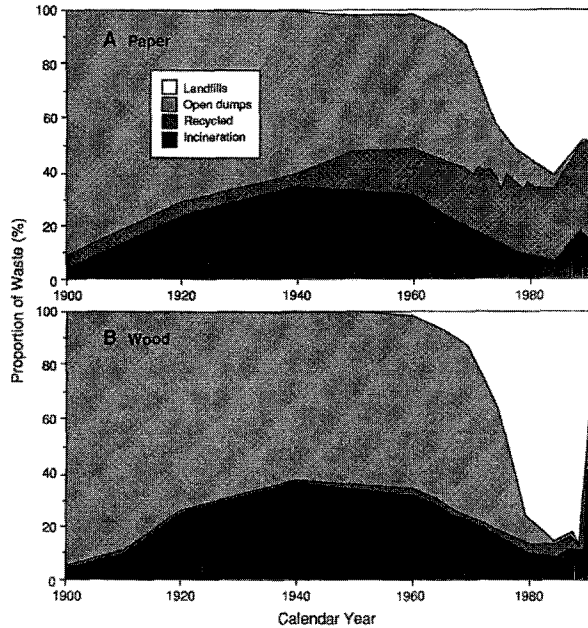 100
80
60
40
20
0
A Paper
Landfills
Open dumps
Recycled
Incineration
1900
1920
1940
1960
1980
Proportion of Waste (%)
100
80
60
40
20
0
B Wood
1900
1920
1940
1960
1980
Calendar Year